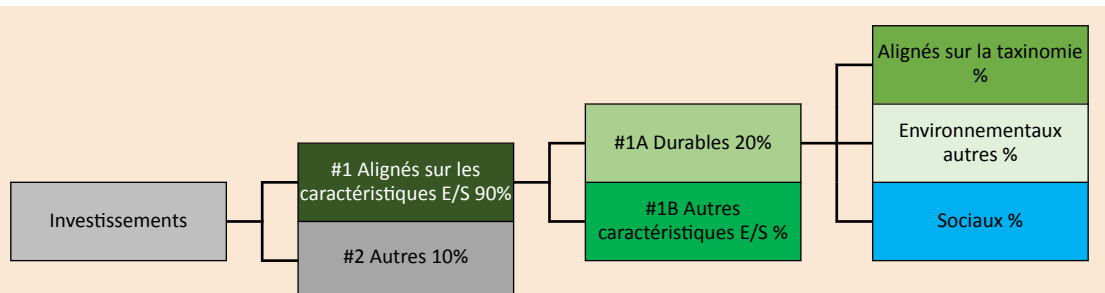 Investissements
#1 Alignés sur les
caractéristiques E/S 90%
#2 Autres 10%
#1A Durables 20%
#1B Autres
caractéristiques E/S %
Alignés sur la taxinomie
%
Environnementaux
autres %
Sociaux %